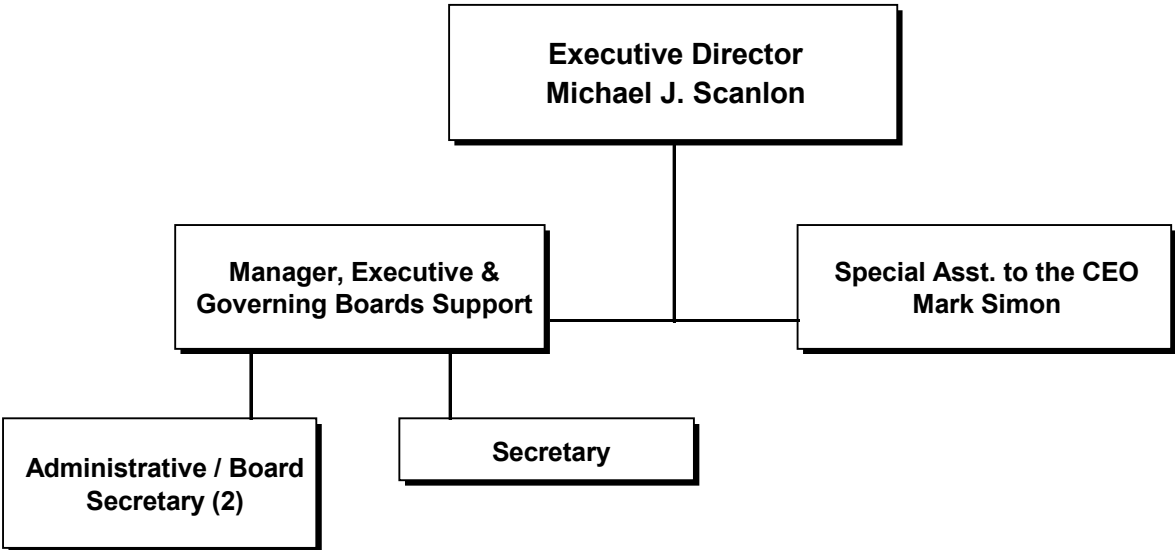 Executive Director
Michael J. Scanlon
Manager, Executive &
Governing Boards Support
Special Asst. to the CEO
Mark Simon
Administrative / Board
Secretary (2)
Secretary